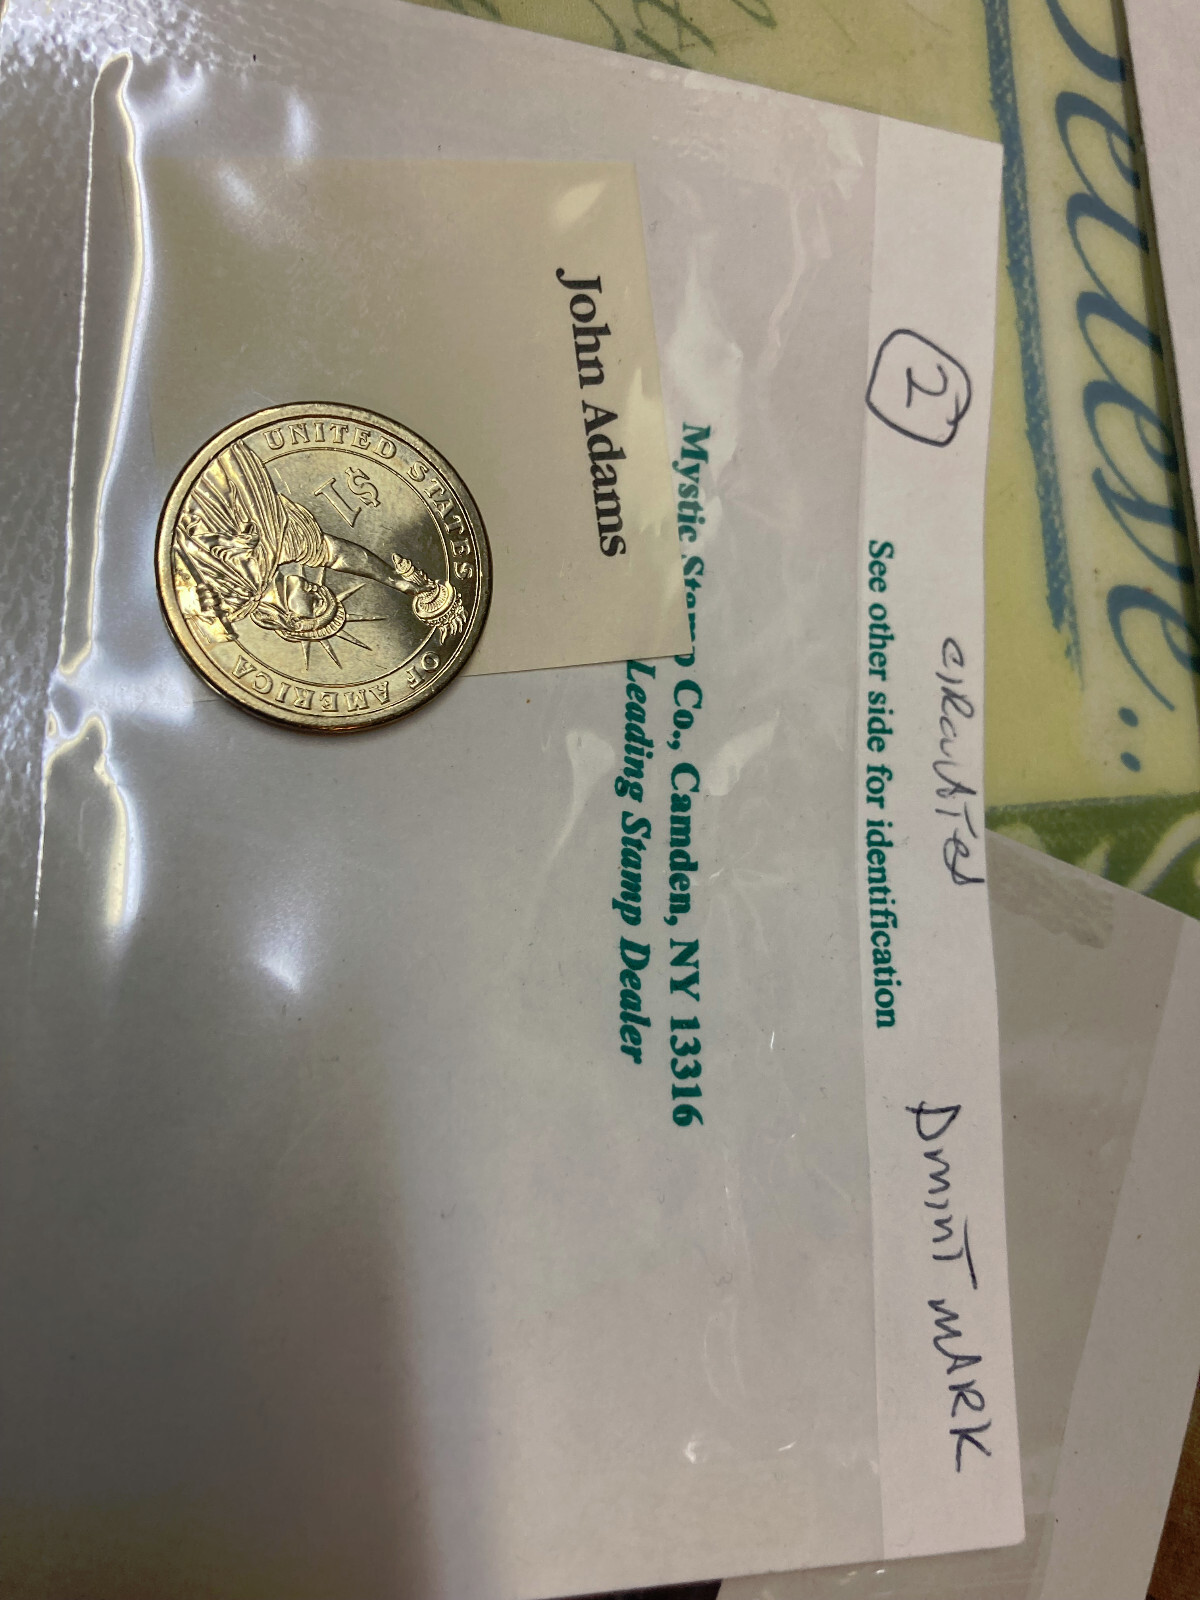 ②
CIRCULATED
D MINT MARK
See other side for identification
Mystic Stamp Co., Camden, NY 13316
Leading Stamp Dealer
John Adams
UNITED STATES OF AMERICA
$1